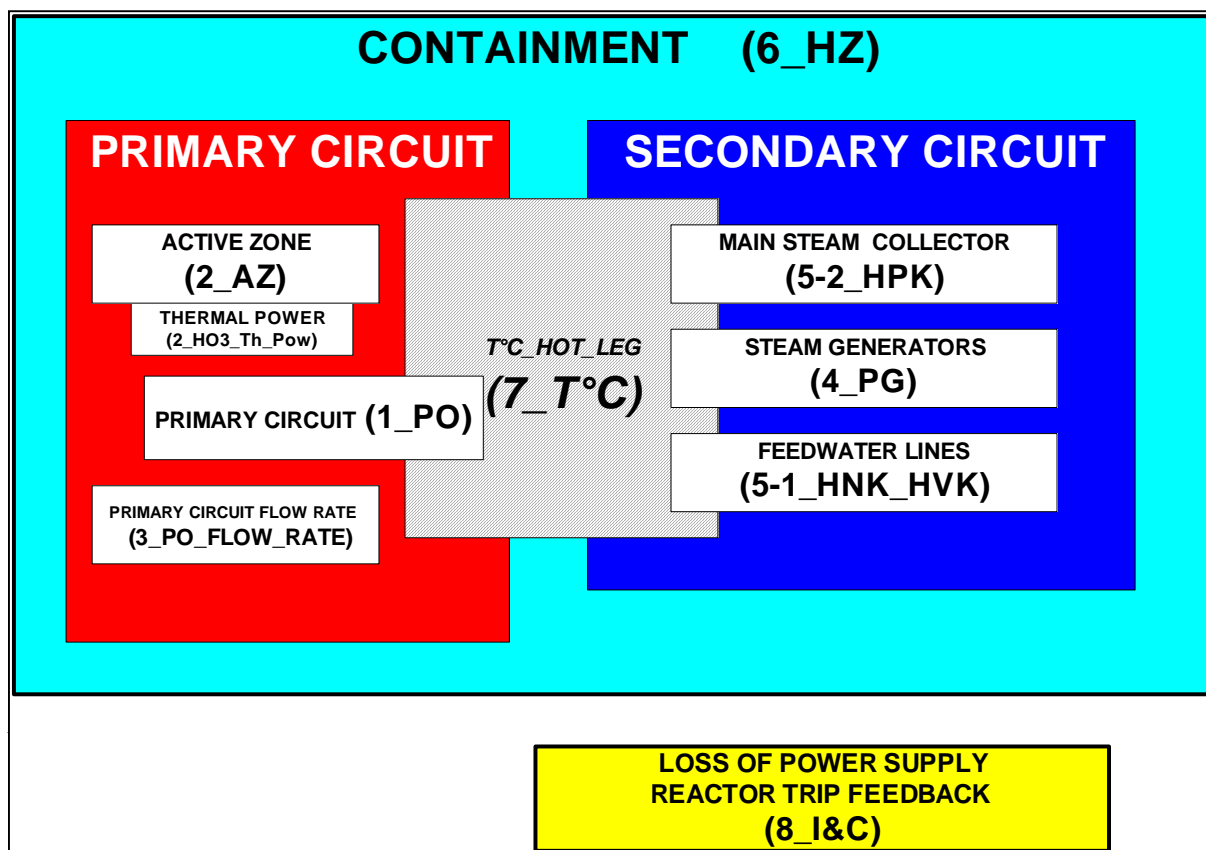 CONTAINMENT (6_HZ)
PRIMARY CIRCUIT
SECONDARY CIRCUIT
ACTIVE ZONE
(2_AZ)
THERMAL POWER
(2_HO3_Th_Pow)
PRIMARY CIRCUIT (1_PO)
PRIMARY CIRCUIT FLOW RATE
(3_PO_FLOW_RATE)
T°C_HOT_LEG
(7_T°C)
MAIN STEAM COLLECTOR
(5-2_HPK)
STEAM GENERATORS
(4_PG)
FEEDWATER LINES
(5-1_HNK_HVK)
LOSS OF POWER SUPPLY
REACTOR TRIP FEEDBACK
(8_I&C)